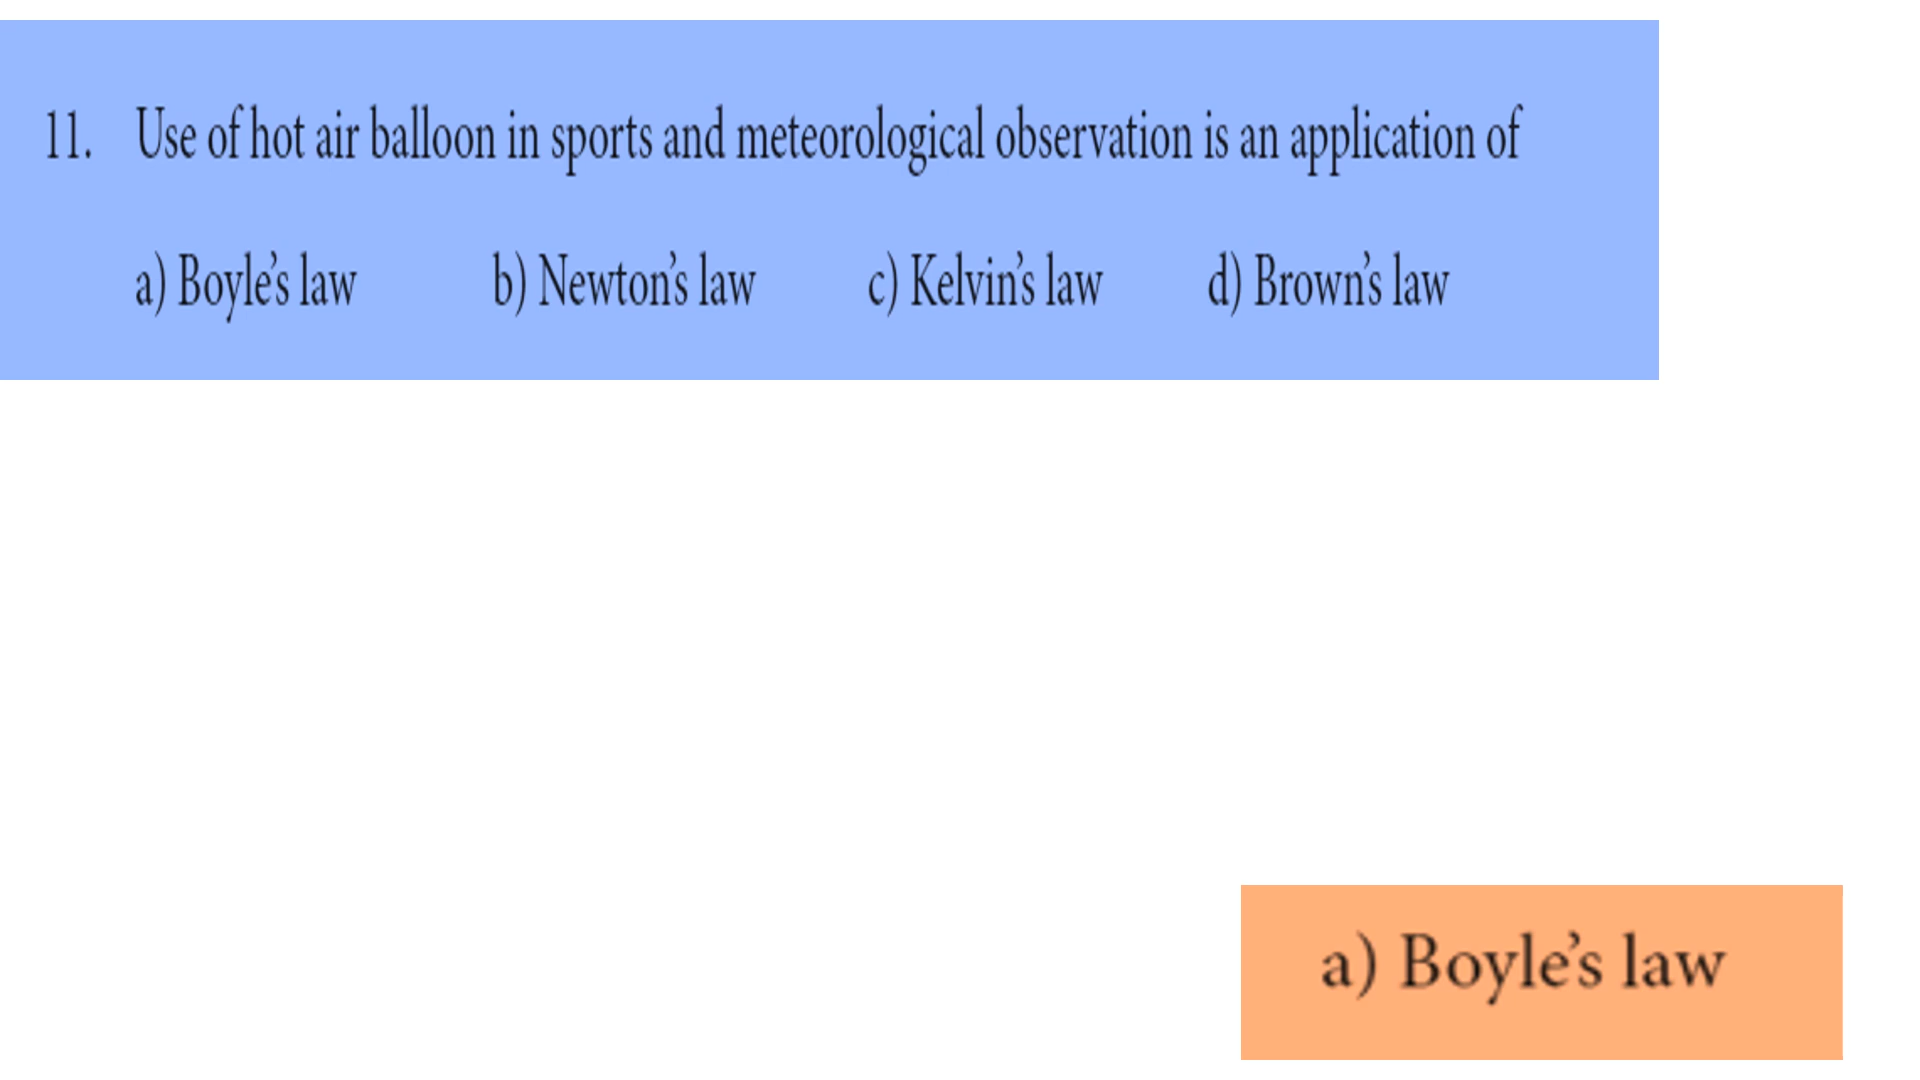 11. Use of hot air balloon in sports and meteorological observation is an application of
a) Boyle’s law b) Newton’s law c) Kelvin’s law d) Brown’s law
a) Boyle’s law